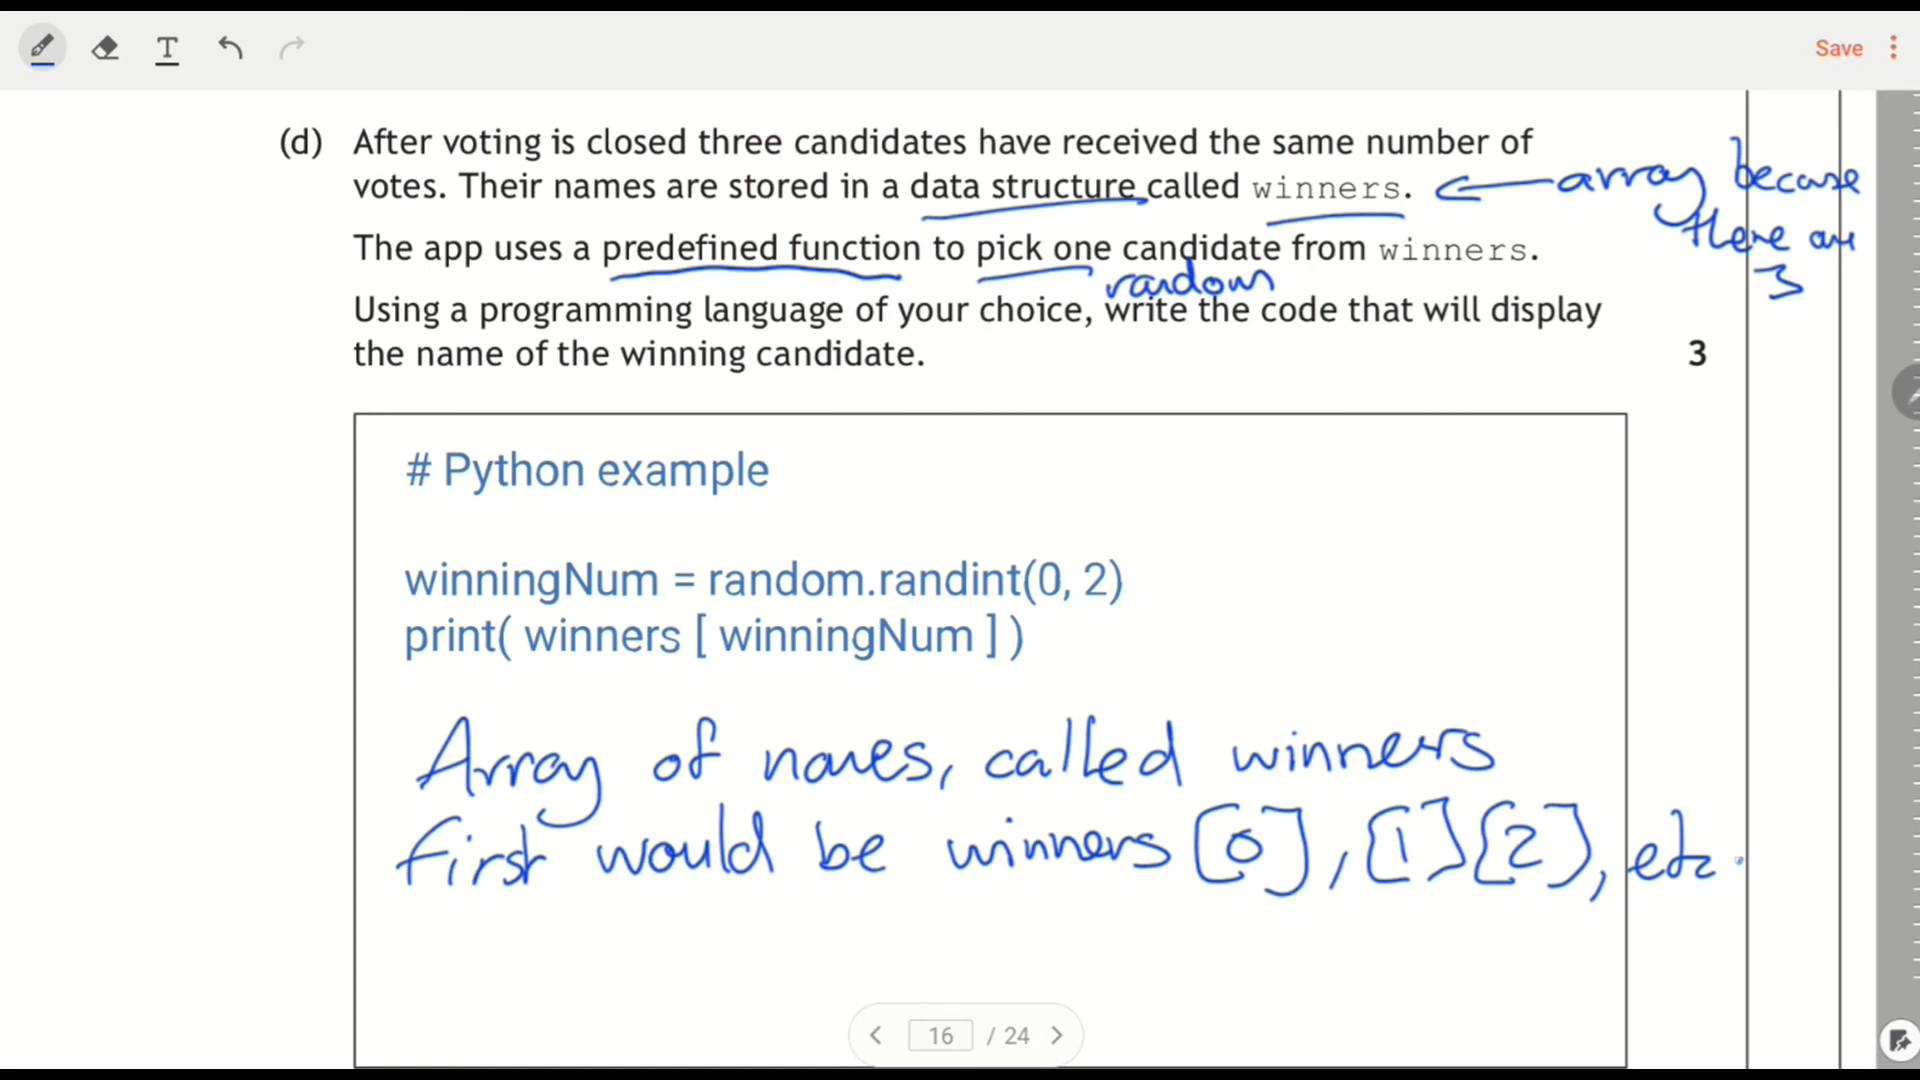 T
Save
(d) After voting is closed three candidates have received the same number of
votes. Their names are stored in a data structure called winners.
array because
there are
3
The app uses a predefined function to pick one candidate from winners.
random
Using a programming language of your choice, write the code that will display
the name of the winning candidate. 3
# Python example
winningNum = random.randint(0, 2)
print( winners [ winningNum ] )
Array of names, called winners
first would be winners [0], [1] [2], etc.
16 / 24